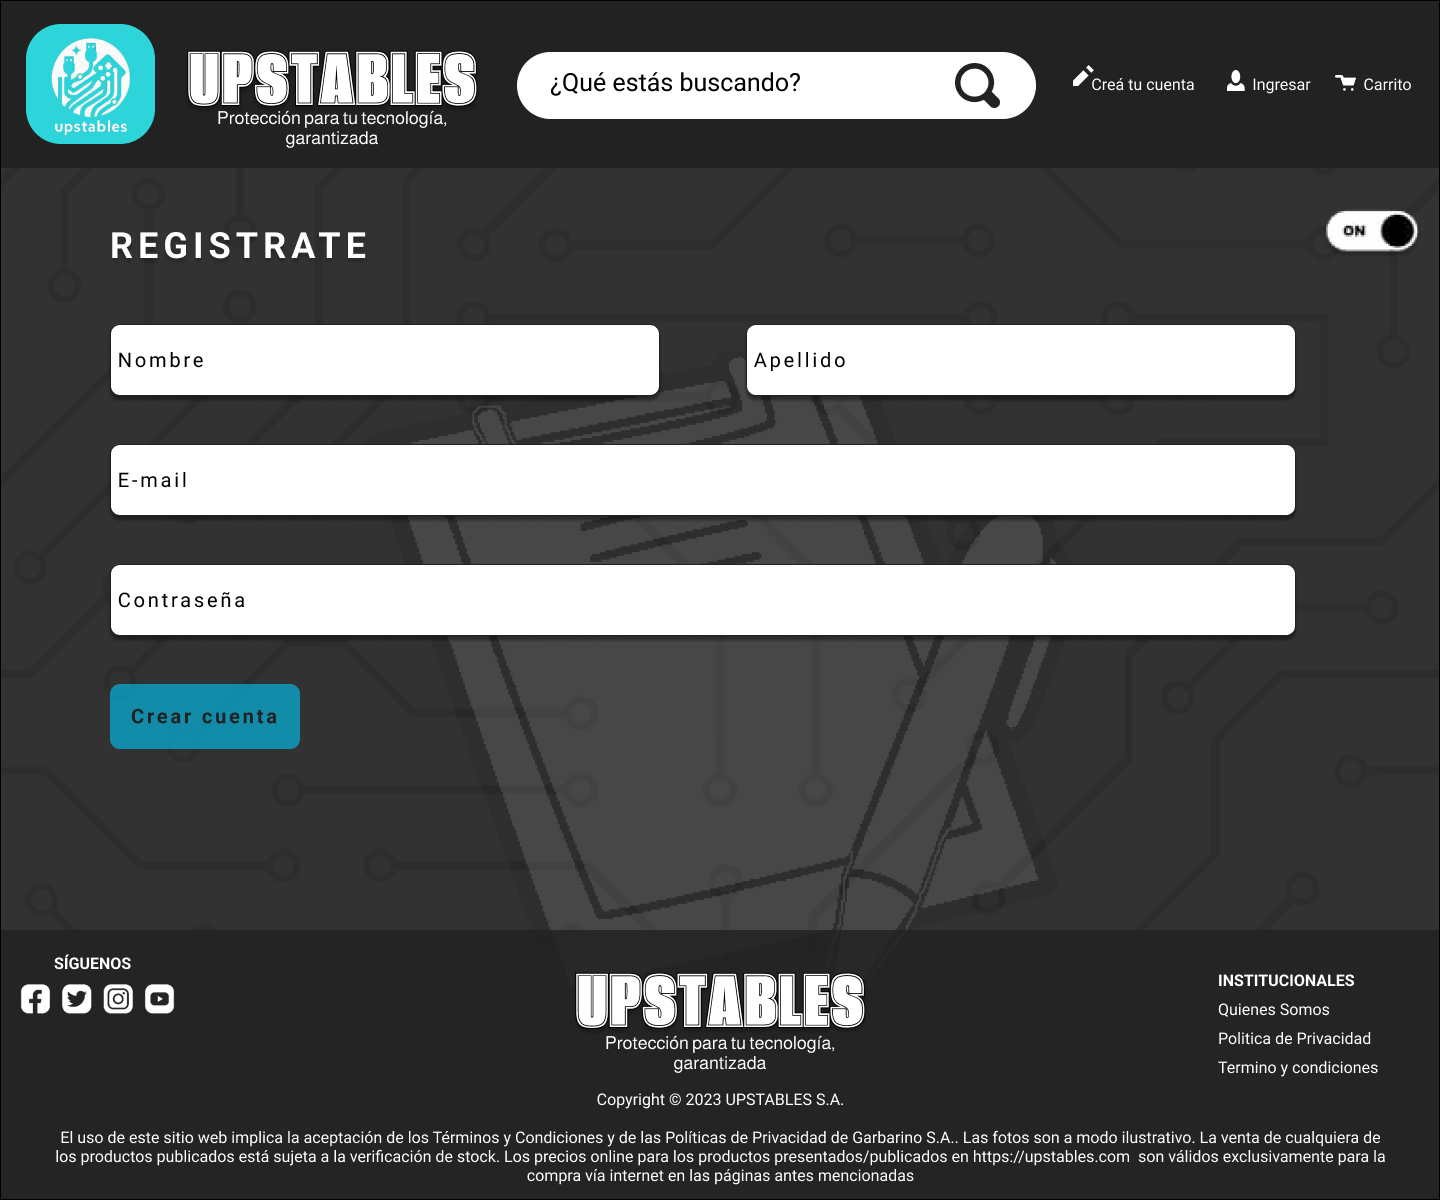 upstables
UPSTABLES
Protección para tu tecnología,
garantizada
¿Qué estás buscando?
Creá tu cuenta
Ingresar
Carrito
REGISTRATE
ON
Nombre
Apellido
E-mail
Contraseña
Crear cuenta
SÍGUENOS
UPSTABLES
Protección para tu tecnología,
garantizada
INSTITUCIONALES
Quienes Somos
Politica de Privacidad
Termino y condiciones
Copyright © 2023 UPSTABLES S.A.
El uso de este sitio web implica la aceptación de los Términos y Condiciones y de las Políticas de Privacidad de Garbarino S.A.. Las fotos son a modo ilustrativo. La venta de cualquiera de
los productos publicados está sujeta a la verificación de stock. Los precios online para los productos presentados/publicados en https://upstables.com son válidos exclusivamente para la
compra vía internet en las páginas antes mencionadas